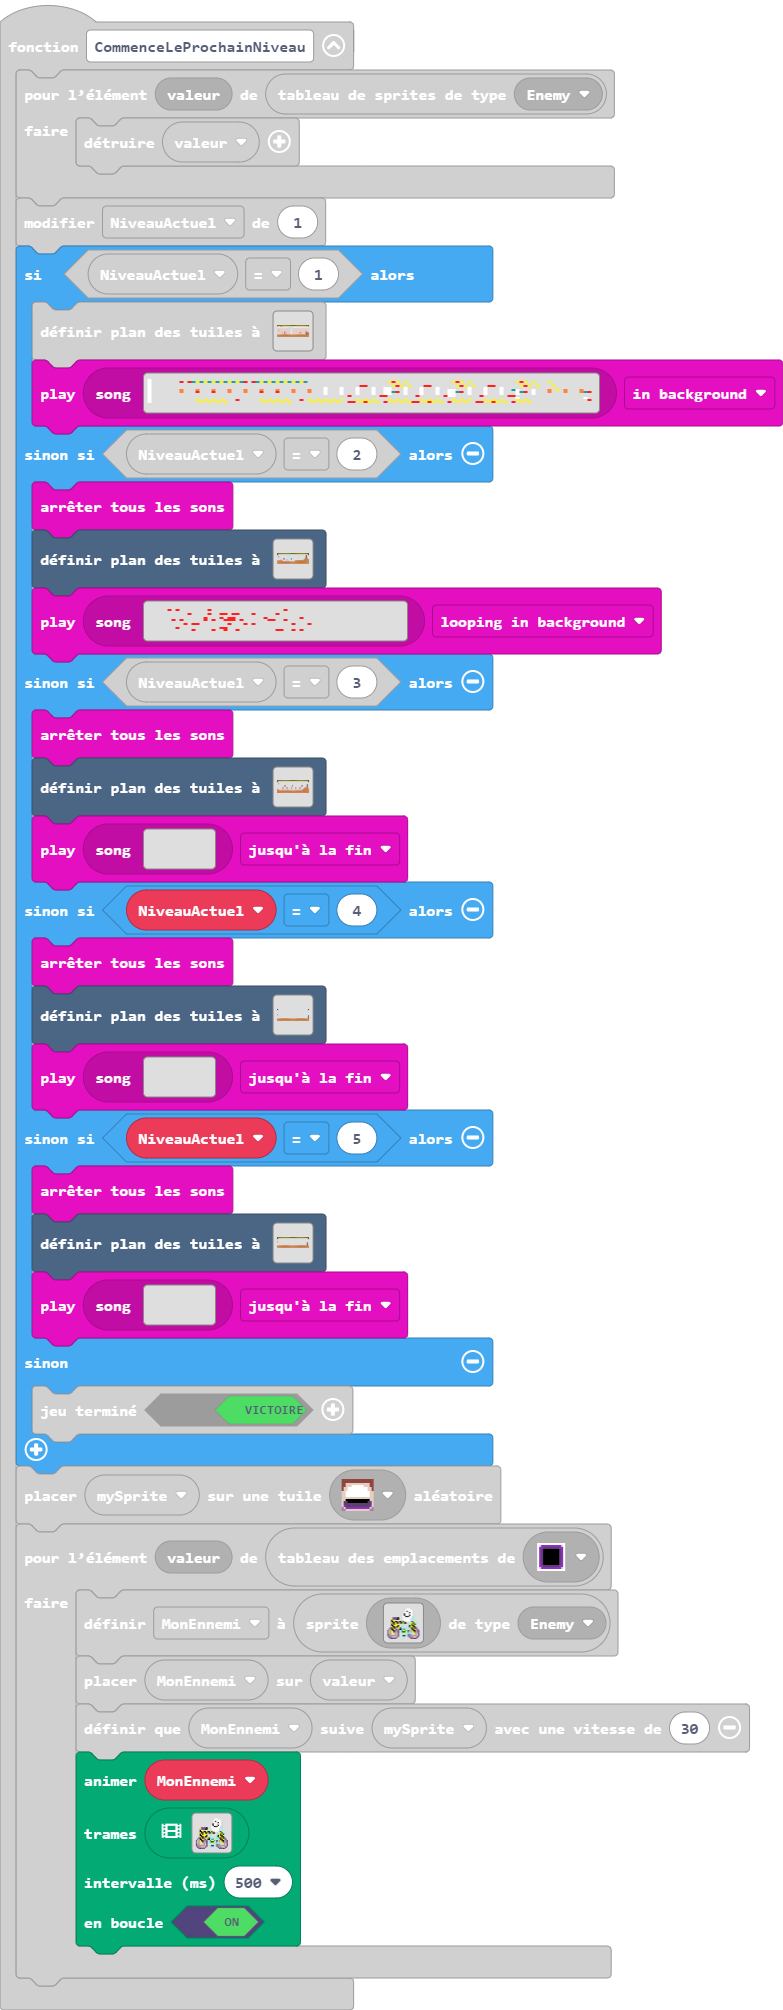 fonction CommenceLeProchainNiveau
pour l'élément valeur de tableau de sprites de type Enemy
faire
détruire valeur
modifier NiveauActuel de 1
si NiveauActuel = 1 alors
définir plan des tuiles à
play song in background
sinon si NiveauActuel = 2 alors
arrêter tous les sons
définir plan des tuiles à
play song looping in background
sinon si NiveauActuel = 3 alors
arrêter tous les sons
définir plan des tuiles à
play song jusqu'à la fin
sinon si NiveauActuel = 4 alors
arrêter tous les sons
définir plan des tuiles à
play song jusqu'à la fin
sinon si NiveauActuel = 5 alors
arrêter tous les sons
définir plan des tuiles à
play song jusqu'à la fin
sinon
jeu terminé VICTOIRE
placer mySprite sur une tuile aléatoire
pour l'élément valeur de tableau des emplacements de
faire
définir MonEnnemi à sprite de type Enemy
placer MonEnnemi sur valeur
définir que MonEnnemi suive mySprite avec une vitesse de 30
animer MonEnnemi
trames
intervalle (ms) 500
en boucle ON